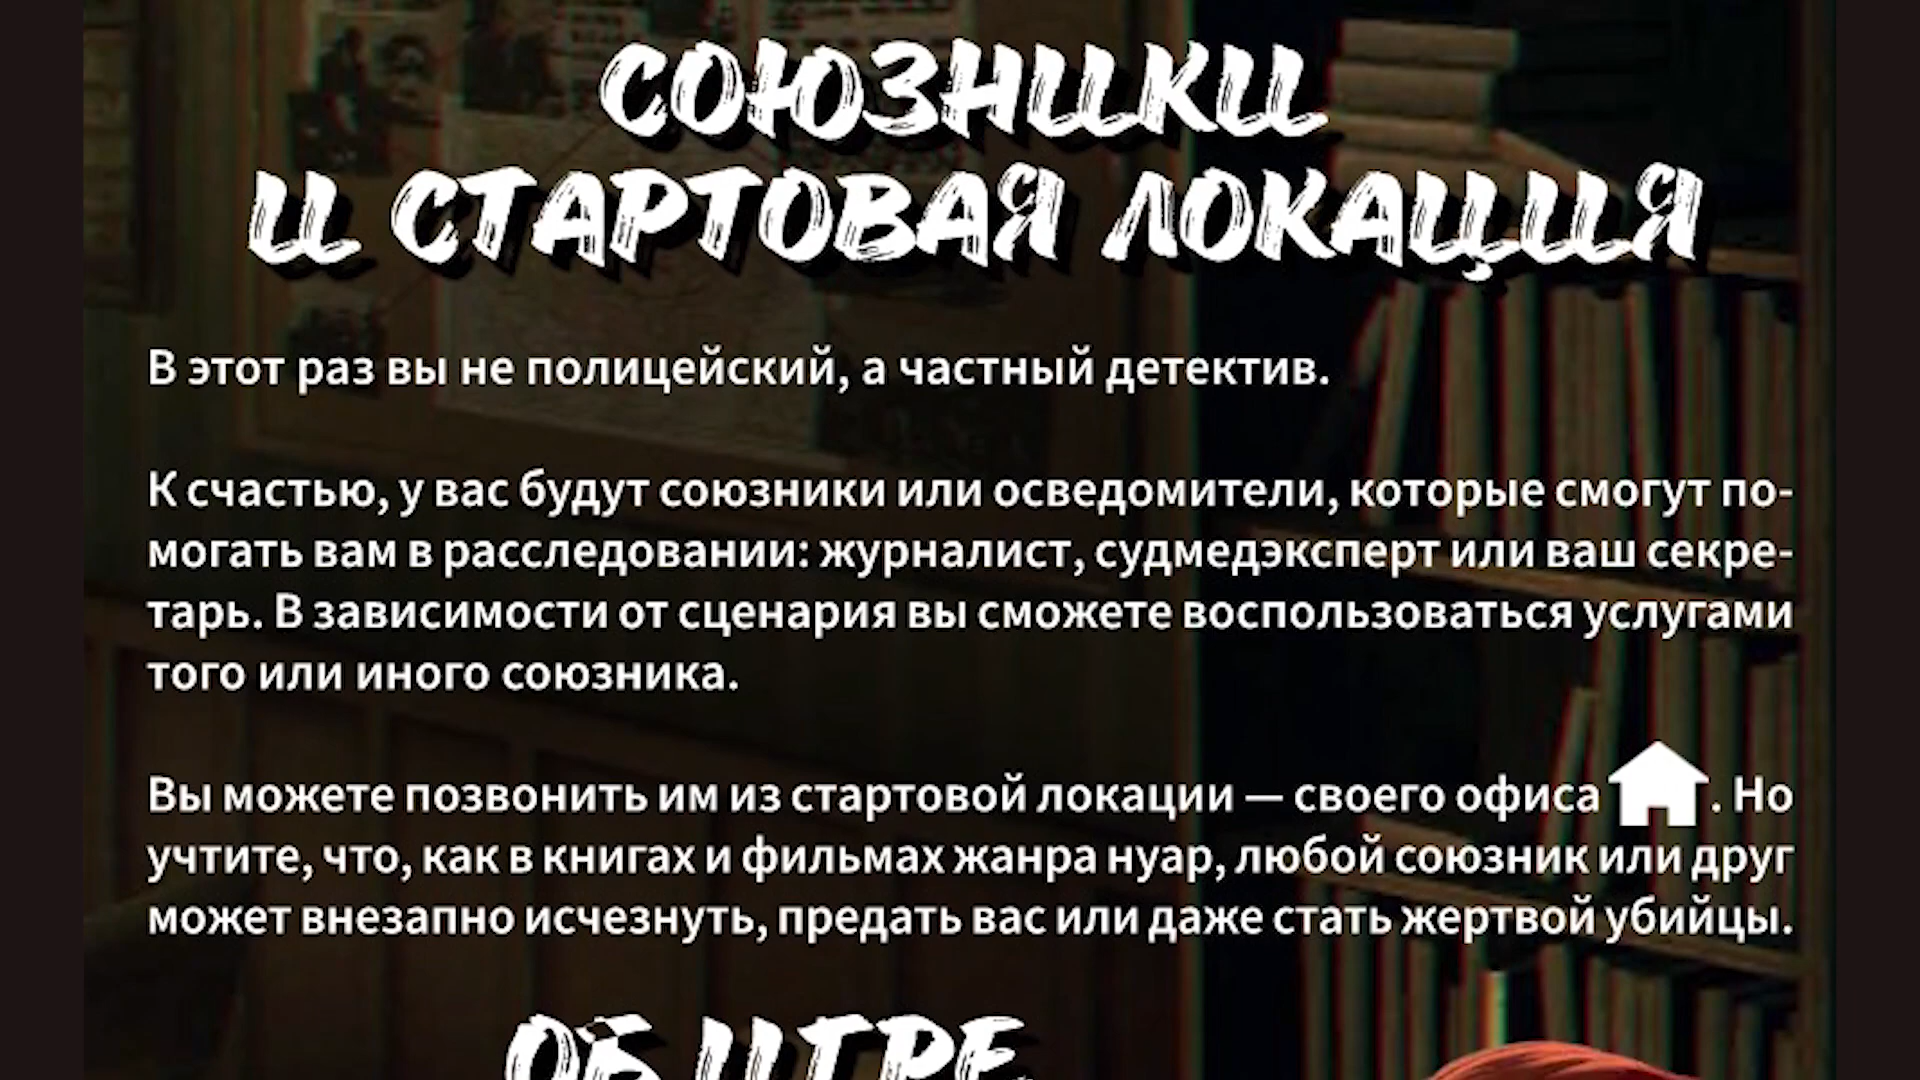 СОЮЗНИКИ
И СТАРТОВАЯ ЛОКАЦИЯ
В этот раз вы не полицейский, а частный детектив.
К счастью, у вас будут союзники или осведомители, которые смогут по-
могать вам в расследовании: журналист, судмедэксперт или ваш секре-
тарь. В зависимости от сценария вы сможете воспользоваться услугами
того или иного союзника.
Вы можете позвонить им из стартовой локации — своего офиса . Но
учтите, что, как в книгах и фильмах жанра нуар, любой союзник или друг
может внезапно исчезнуть, предать вас или даже стать жертвой убийцы.
ОБ ИГРЕ